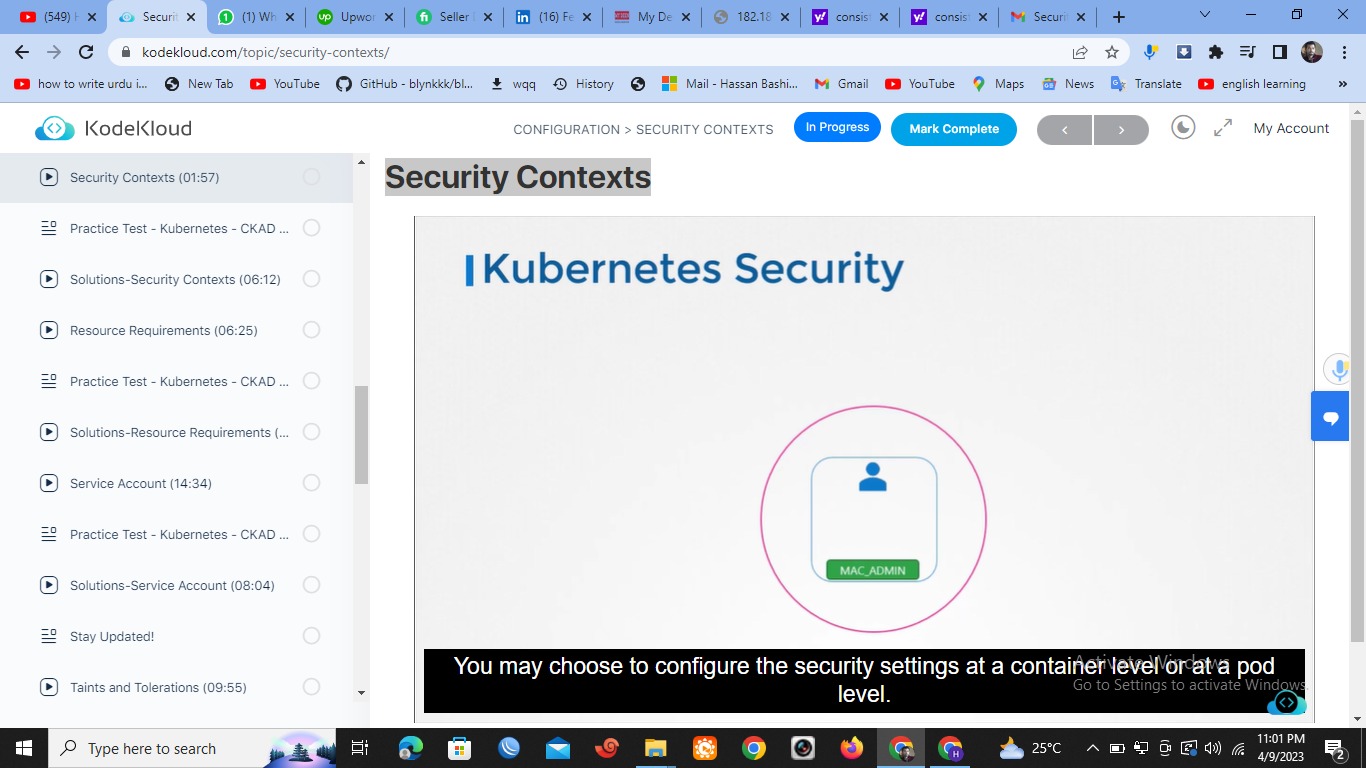 (549) H
Securit
(1) Wh
Upwor
Seller
(16) Fe
My De
182.18
consist
consist
Securit
kodekloud.com/topic/security-contexts/
how to write urdu i...
New Tab
YouTube
GitHub - blynkkk/bl...
wqq
History
Mail - Hassan Bashi...
Gmail
YouTube
Maps
News
Translate
english learning
KodeKloud
CONFIGURATION > SECURITY CONTEXTS
In Progress
Mark Complete
My Account
Security Contexts (01:57)
Practice Test - Kubernetes - CKAD ...
Solutions-Security Contexts (06:12)
Resource Requirements (06:25)
Practice Test - Kubernetes - CKAD ...
Solutions-Resource Requirements (...
Service Account (14:34)
Practice Test - Kubernetes - CKAD ...
Solutions-Service Account (08:04)
Stay Updated!
Taints and Tolerations (09:55)
Security Contexts
Kubernetes Security
MAC_ADMIN
You may choose to configure the security settings at a container level or at a pod
level.
Activate Windows
Go to Settings to activate Windows.
Type here to search
25°C
11:01 PM
4/9/2023
2